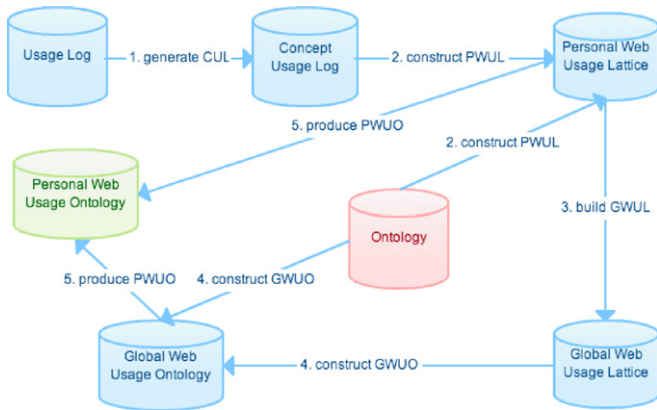 Usage Log
1. generate CUL
Concept
Usage Log
2. construct PWUL
Personal Web
Usage Lattice
5. produce PWUO
2. construct PWUL
Personal Web
Usage Ontology
Ontology
3. build GWUL
5. produce PWUO
4. construct GWUO
Global Web
Usage Ontology
4. construct GWUO
Global Web
Usage Lattice